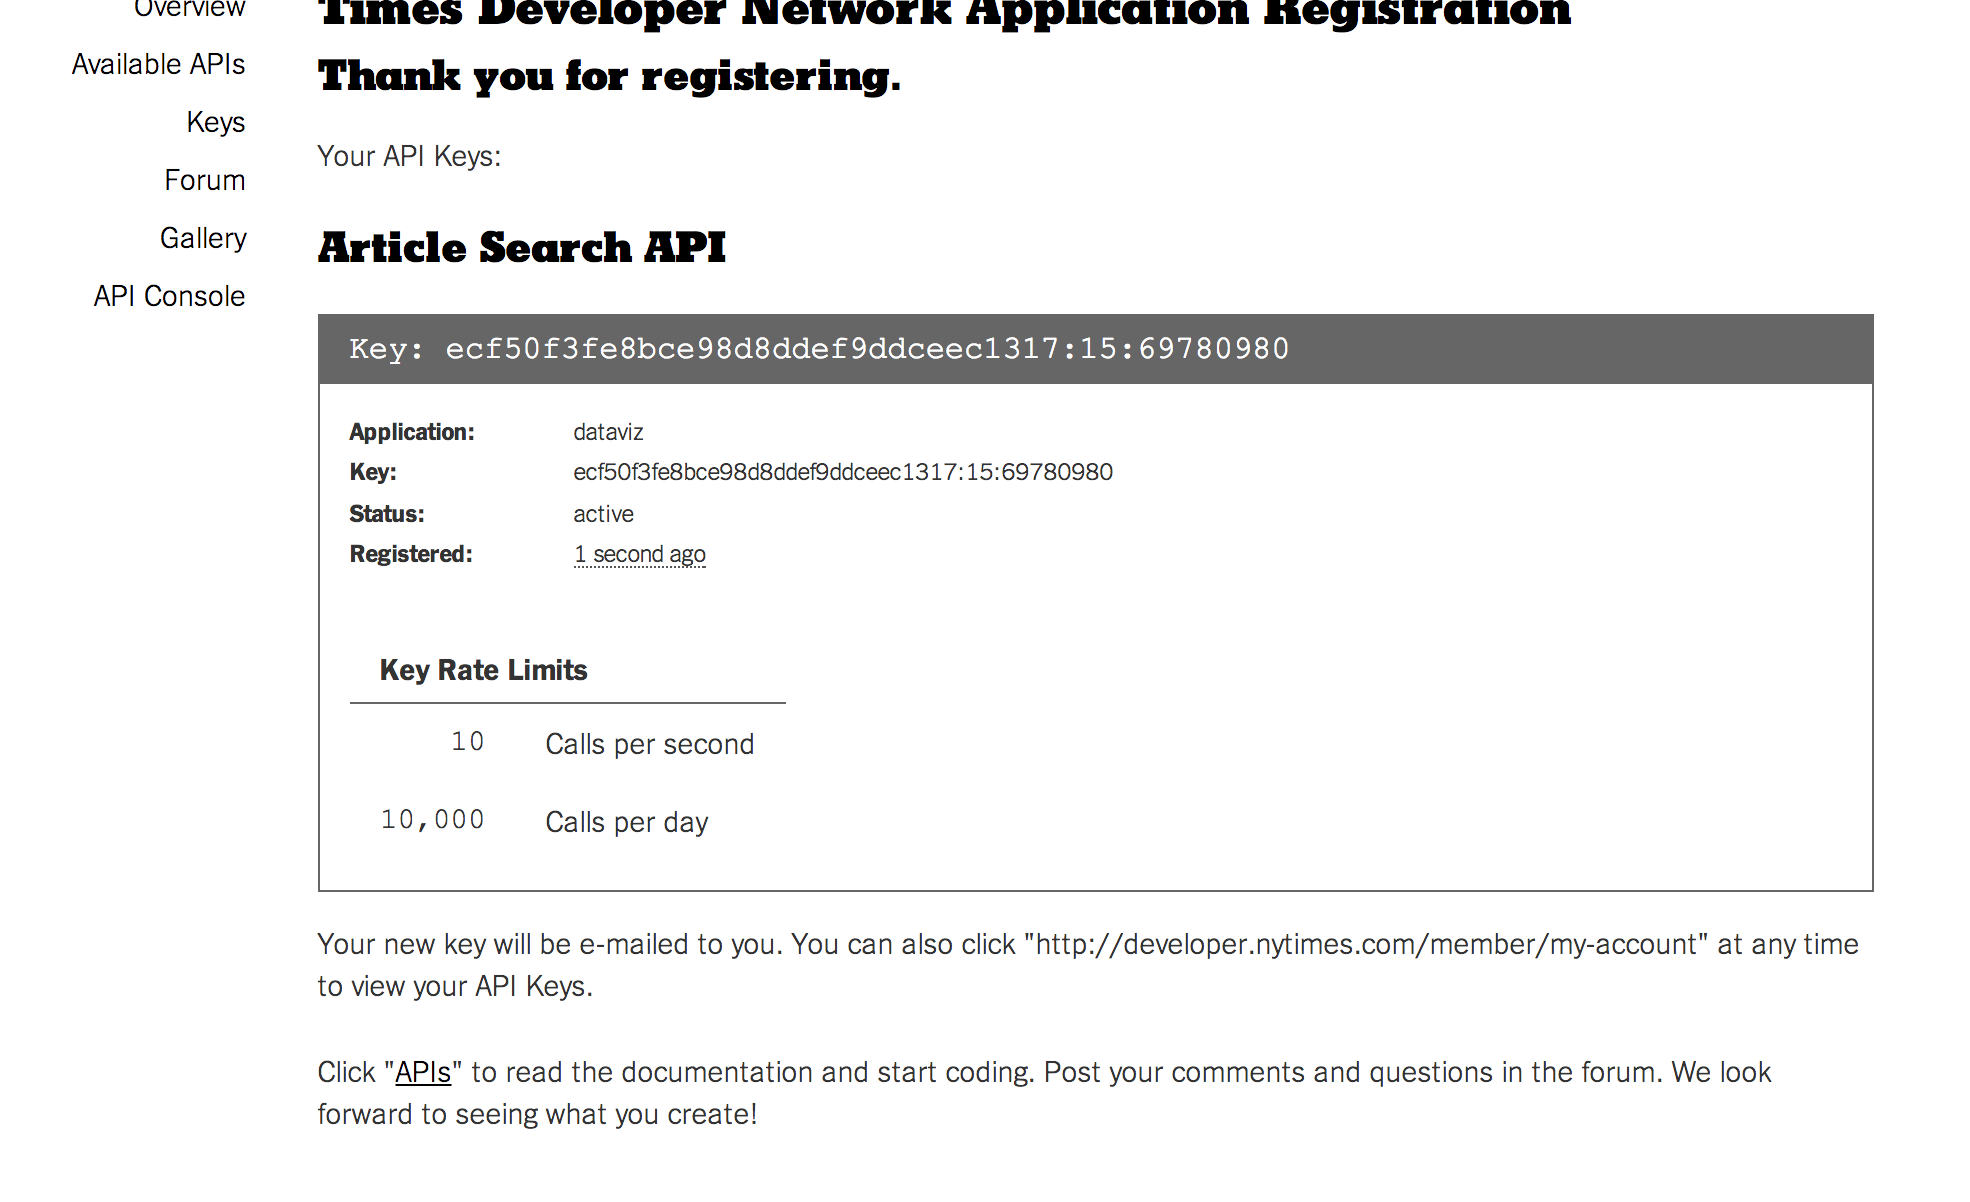 Overview
Available APIs
Keys
Forum
Gallery
API Console
Times Developer Network Application Registration
Thank you for registering.
Your API Keys:
Article Search API
Key: ecf50f3fe8bce98d8ddef9ddceec1317:15:69780980
Application: dataviz
Key: ecf50f3fe8bce98d8ddef9ddceec1317:15:69780980
Status: active
Registered: 1 second ago
Key Rate Limits
10 Calls per second
10,000 Calls per day
Your new key will be e-mailed to you. You can also click "http://developer.nytimes.com/member/my-account" at any time
to view your API Keys.
Click "APIs" to read the documentation and start coding. Post your comments and questions in the forum. We look
forward to seeing what you create!